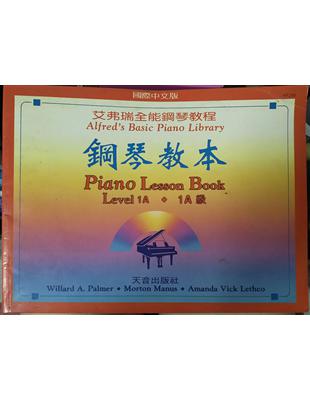 國際中文版
艾弗瑞全能鋼琴教程
Alfred's Basic Piano Library
鋼琴教本
Piano Lesson Book
Level 1A ♦ 1A 級
天音出版社
Willard A. Palmer • Morton Manus • Amanda Vick Lethco